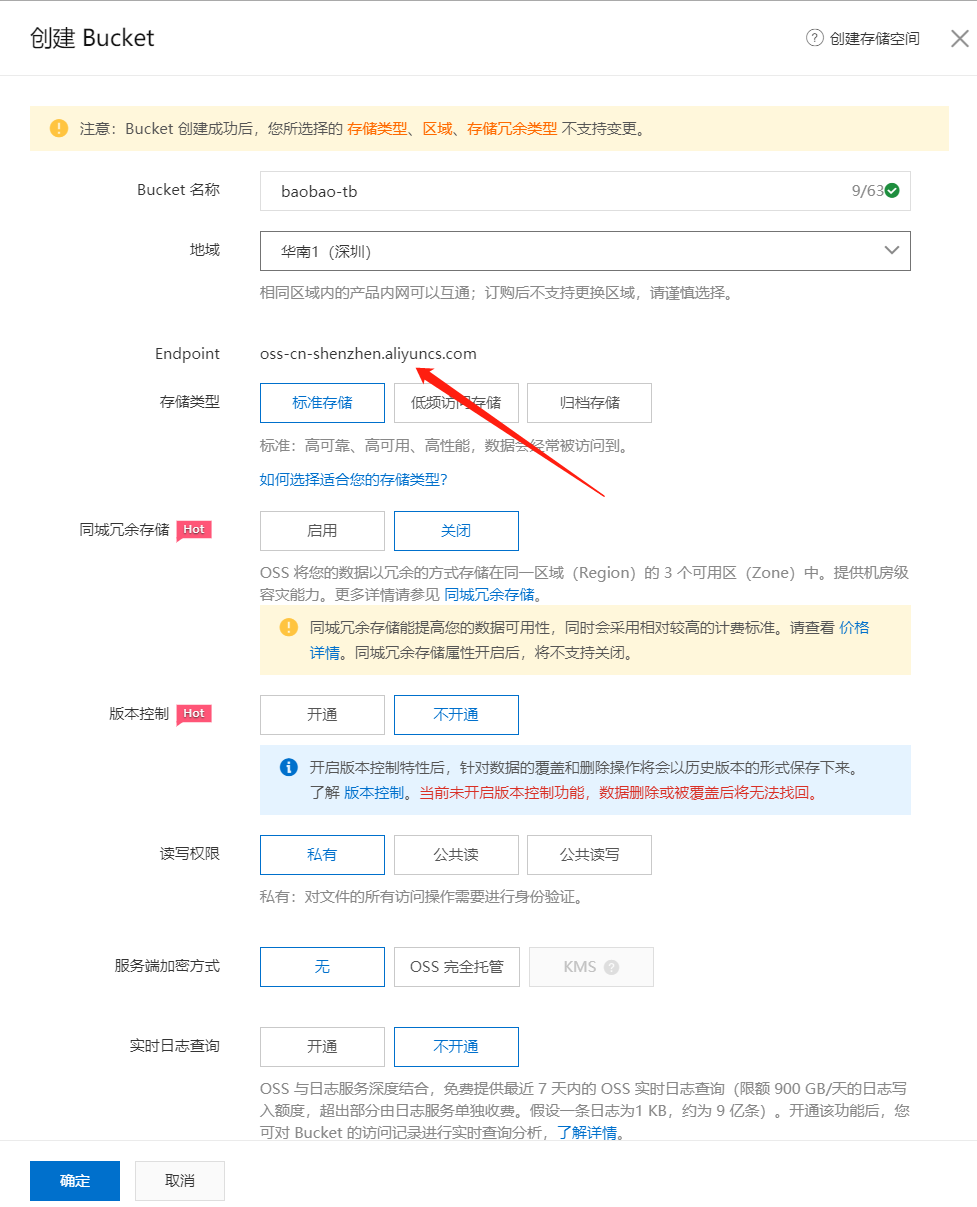 创建 Bucket
创建存储空间
注意：Bucket 创建成功后，您所选择的 存储类型、区域、存储冗余类型 不支持变更。
Bucket 名称
baobao-tb
9/63
地域
华南1（深圳）
相同区域内的产品内网可以互通；订购后不支持更换区域，请谨慎选择。
Endpoint
oss-cn-shenzhen.aliyuncs.com
存储类型
标准存储
低频访问存储
归档存储
标准：高可靠、高可用、高性能，数据会经常被访问到。
如何选择适合您的存储类型?
同城冗余存储
Hot
启用
关闭
OSS 将您的数据以冗余的方式存储在同一区域（Region）的 3 个可用区（Zone）中。提供机房级
容灾能力。更多详情请参见 同城冗余存储。
同城冗余存储能提高您的数据可用性，同时会采用相对较高的计费标准。请查看 价格
详情。同城冗余存储属性开启后，将不支持关闭。
版本控制
Hot
开通
不开通
开启版本控制特性后，针对数据的覆盖和删除操作将会以历史版本的形式保存下来。
了解 版本控制。当前未开启版本控制功能，数据删除或被覆盖后将无法找回。
读写权限
私有
公共读
公共读写
私有：对文件的所有访问操作需要进行身份验证。
服务端加密方式
无
OSS 完全托管
KMS
实时日志查询
开通
不开通
OSS 与日志服务深度结合，免费提供最近 7 天内的 OSS 实时日志查询（限额 900 GB/天的日志写
入额度，超出部分由日志服务单独收费。假设一条日志为1 KB，约为 9 亿条）。开通该功能后，您
可对 Bucket 的访问记录进行实时查询分析，了解详情。
确定
取消